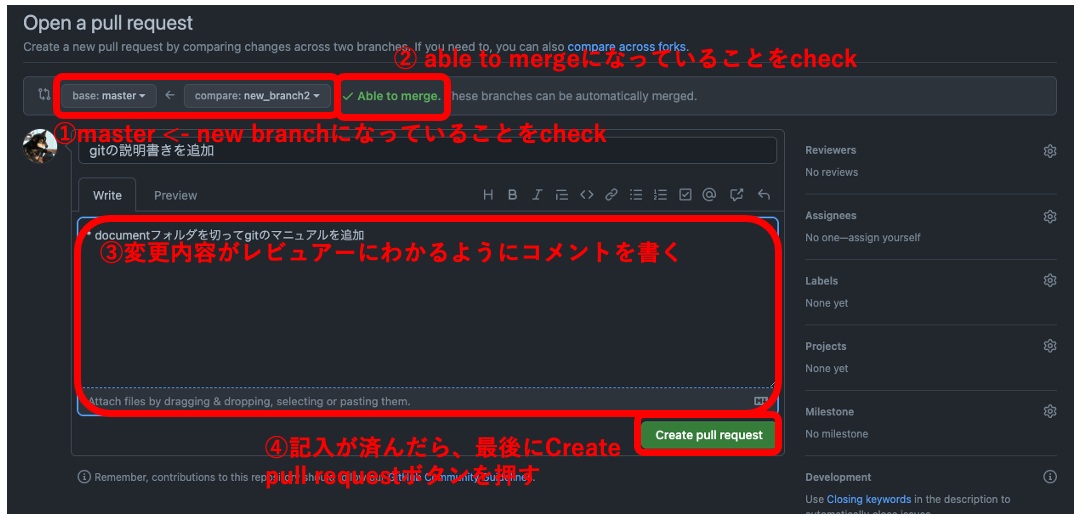 Open a pull request
Create a new pull request by comparing changes across two branches. If you need to, you can also compare across forks.
② able to mergeになっていることをcheck
base: master ← compare: new_branch2 ✓ Able to merge. These branches can be automatically merged.
①master <- new branchになっていることをcheck
gitの説明書きを追加
Write Preview
* documentフォルダを切ってgitのマニュアルを追加
③変更内容がレビュアーにわかるようにコメントを書く
Attach files by dragging & dropping, selecting or pasting them.
Create pull request
④記入が済んだら、最後にCreate
pull requestボタンを押す
Remember, contributions to this repository should follow our GitHub Community Guidelines.
Reviewers
No reviews
Assignees
No one—assign yourself
Labels
None yet
Projects
None yet
Milestone
No milestone
Development
Use Closing keywords in the description to
automatically close issues